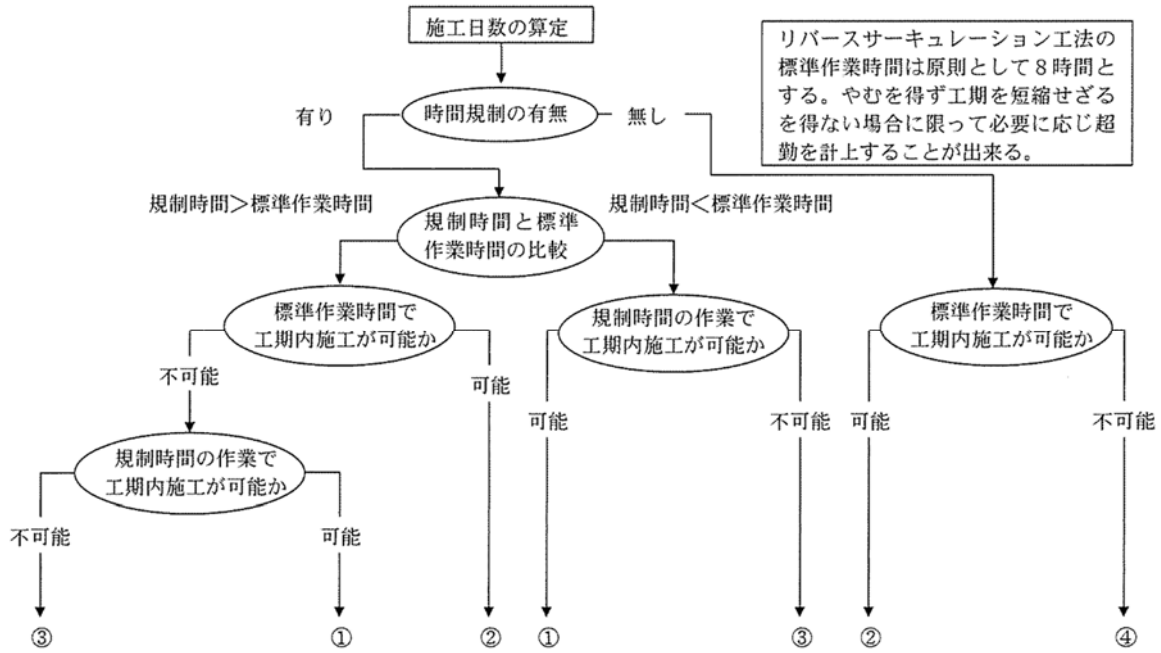 施工日数の算定
リバースサーキュレーション工法の
標準作業時間は原則として８時間と
する。やむを得ず工期を短縮せざる
を得ない場合に限って必要に応じ超
勤を計上することが出来る。
有り
時間規制の有無
無し
規制時間＞標準作業時間
規制時間＜標準作業時間
規制時間と標準
作業時間の比較
標準作業時間で
工期内施工が可能か
規制時間の作業で
工期内施工が可能か
標準作業時間で
工期内施工が可能か
不可能
可能
可能
不可能
可能
不可能
規制時間の作業で
工期内施工が可能か
不可能
可能
③
①
②
①
③
②
④